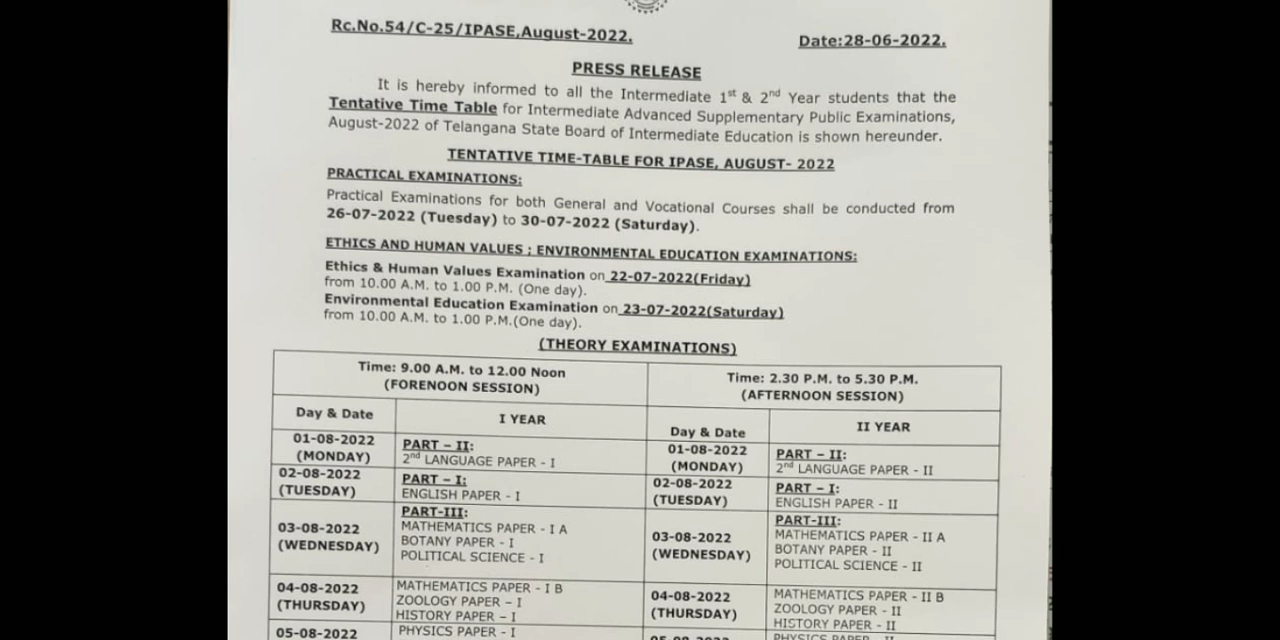 Rc.No.54/C-25/IPASE,August-2022.
Date:28-06-2022.
PRESS RELEASE
It is hereby informed to all the Intermediate 1st & 2nd Year students that the
Tentative Time Table for Intermediate Advanced Supplementary Public Examinations,
August-2022 of Telangana State Board of Intermediate Education is shown hereunder.
TENTATIVE TIME-TABLE FOR IPASE, AUGUST- 2022
PRACTICAL EXAMINATIONS:
Practical Examinations for both General and Vocational Courses shall be conducted from
26-07-2022 (Tuesday) to 30-07-2022 (Saturday).
ETHICS AND HUMAN VALUES ; ENVIRONMENTAL EDUCATION EXAMINATIONS:
Ethics & Human Values Examination on 22-07-2022(Friday)
from 10.00 A.M. to 1.00 P.M. (One day).
Environmental Education Examination on 23-07-2022(Saturday)
from 10.00 A.M. to 1.00 P.M.(One day).
(THEORY EXAMINATIONS)
Time: 9.00 A.M. to 12.00 Noon
(FORENOON SESSION)
Time: 2.30 P.M. to 5.30 P.M.
(AFTERNOON SESSION)
Day & Date
I YEAR
Day & Date
II YEAR
01-08-2022
(MONDAY)
PART – II:
2nd LANGUAGE PAPER - I
01-08-2022
(MONDAY)
PART – II:
2nd LANGUAGE PAPER - II
02-08-2022
(TUESDAY)
PART – I:
ENGLISH PAPER - I
02-08-2022
(TUESDAY)
PART – I:
ENGLISH PAPER - II
03-08-2022
(WEDNESDAY)
PART-III:
MATHEMATICS PAPER - I A
BOTANY PAPER - I
POLITICAL SCIENCE - I
03-08-2022
(WEDNESDAY)
PART-III:
MATHEMATICS PAPER - II A
BOTANY PAPER - II
POLITICAL SCIENCE - II
04-08-2022
(THURSDAY)
MATHEMATICS PAPER - I B
ZOOLOGY PAPER – I
HISTORY PAPER – I
04-08-2022
(THURSDAY)
MATHEMATICS PAPER - II B
ZOOLOGY PAPER - II
HISTORY PAPER - II
05-08-2022
PHYSICS PAPER - I
05-08-2022
PHYSICS PAPER - II